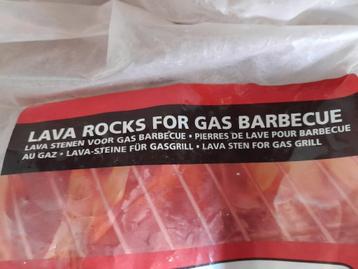 LAVA ROCKS FOR GAS BARBECUE
LAVA STENEN VOOR GAS BARBECUE • PIERRES DE LAVE POUR BARBECUE
AU GAZ • LAVA-STEINE FÜR GASGRILL • LAVA STEN FOR GAS GRILL